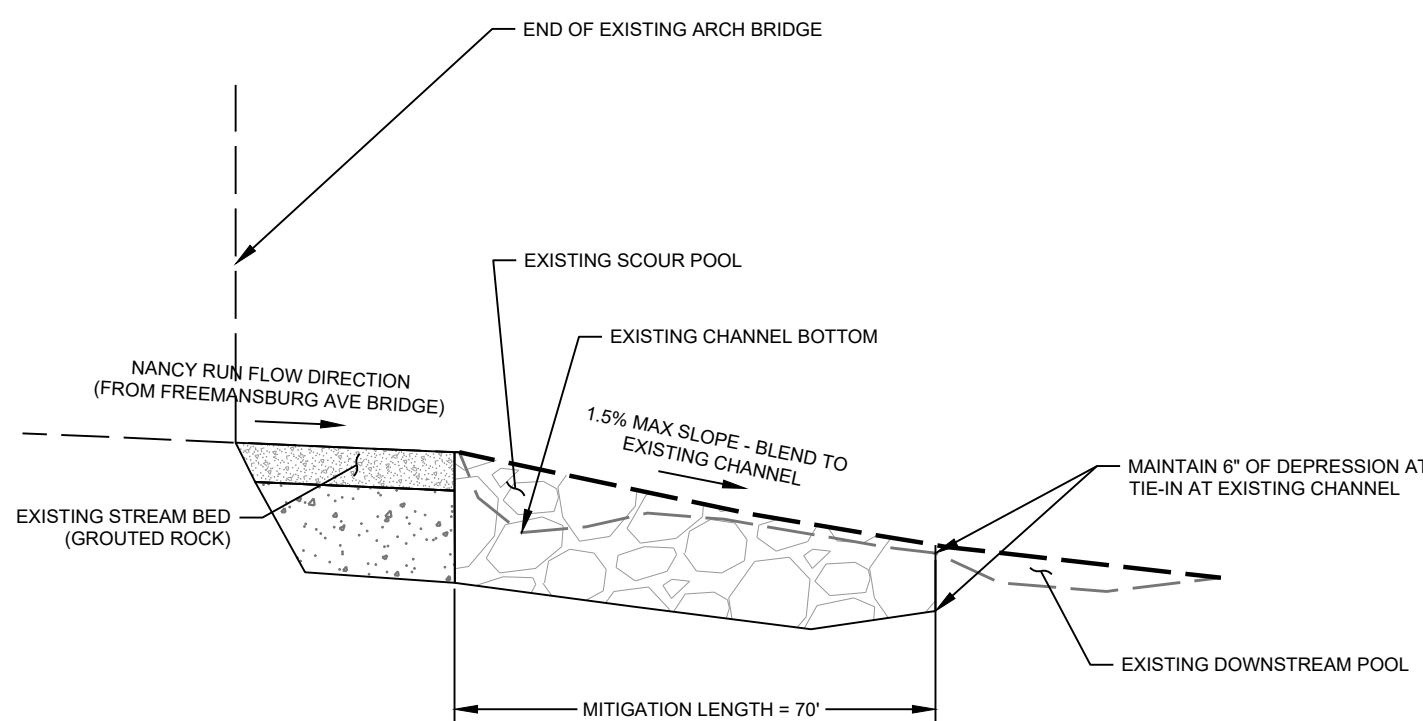 END OF EXISTING ARCH BRIDGE
EXISTING SCOUR POOL
EXISTING CHANNEL BOTTOM
NANCY RUN FLOW DIRECTION
(FROM FREEMANSBURG AVE BRIDGE)
1.5% MAX SLOPE - BLEND TO
EXISTING CHANNEL
MAINTAIN 6" OF DEPRESSION AT
TIE-IN AT EXISTING CHANNEL
EXISTING STREAM BED
(GROUTED ROCK)
EXISTING DOWNSTREAM POOL
MITIGATION LENGTH = 70'